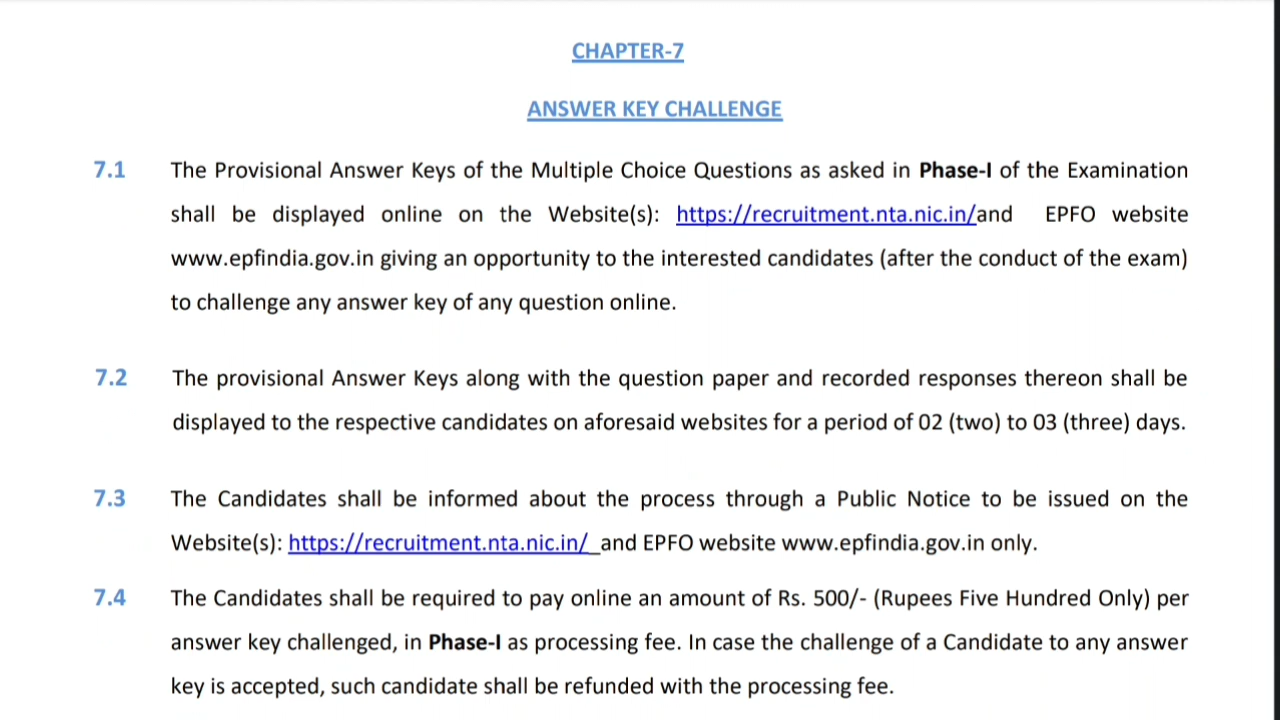 CHAPTER-7
ANSWER KEY CHALLENGE
7.1 The Provisional Answer Keys of the Multiple Choice Questions as asked in Phase-I of the Examination
shall be displayed online on the Website(s): https://recruitment.nta.nic.in/and EPFO website
www.epfindia.gov.in giving an opportunity to the interested candidates (after the conduct of the exam)
to challenge any answer key of any question online.
7.2 The provisional Answer Keys along with the question paper and recorded responses thereon shall be
displayed to the respective candidates on aforesaid websites for a period of 02 (two) to 03 (three) days.
7.3 The Candidates shall be informed about the process through a Public Notice to be issued on the
Website(s): https://recruitment.nta.nic.in/ and EPFO website www.epfindia.gov.in only.
7.4 The Candidates shall be required to pay online an amount of Rs. 500/- (Rupees Five Hundred Only) per
answer key challenged, in Phase-I as processing fee. In case the challenge of a Candidate to any answer
key is accepted, such candidate shall be refunded with the processing fee.